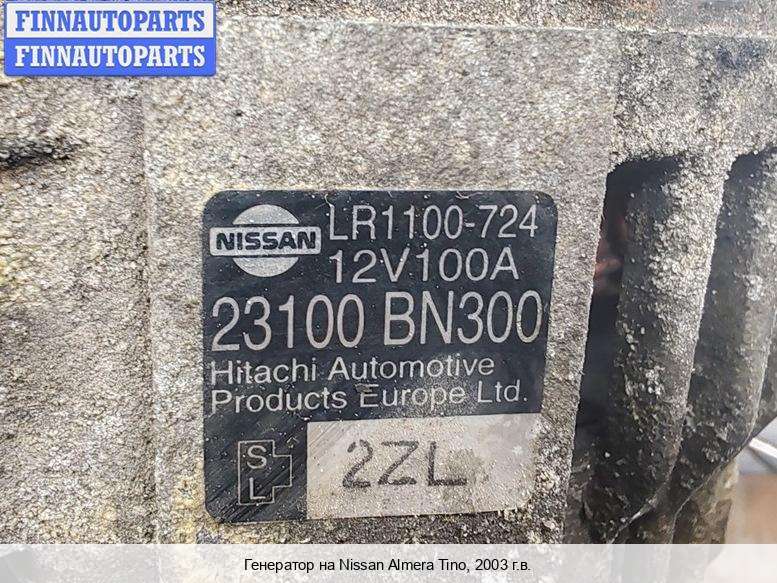 FINNAUTOPARTS
FINNAUTOPARTS
NISSAN LR1100-724
12V100A
23100 BN300
Hitachi Automotive
Products Europe Ltd.
S
L
2ZL
Генератор на Nissan Almera Tino, 2003 г.в.